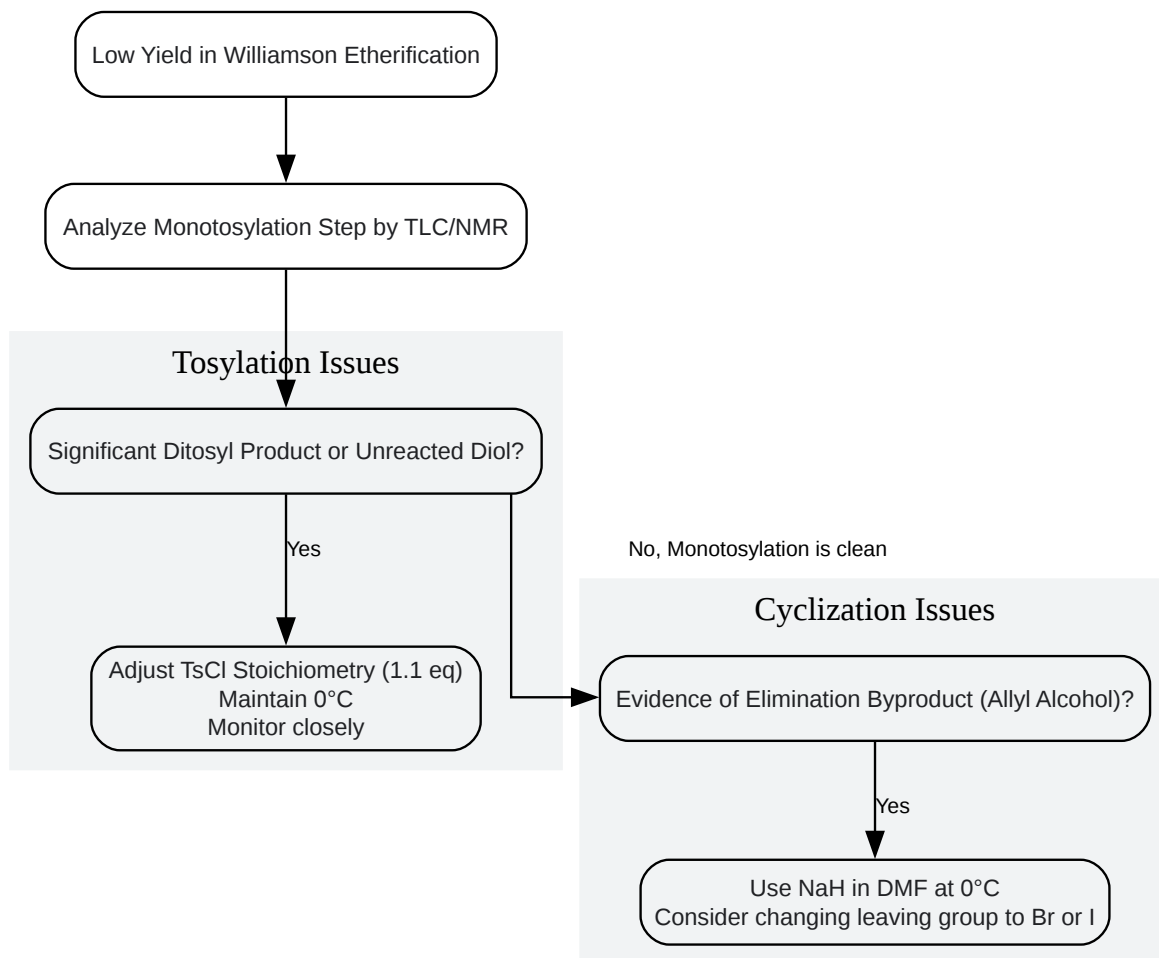 Low Yield in Williamson Etherification
Analyze Monotosylation Step by TLC/NMR
Tosylation Issues
Significant Ditosyl Product or Unreacted Diol?
Yes
No, Monotosylation is clean
Adjust TsCl Stoichiometry (1.1 eq)
Maintain 0°C
Monitor closely
Cyclization Issues
Evidence of Elimination Byproduct (Allyl Alcohol)?
Yes
Use NaH in DMF at 0°C
Consider changing leaving group to Br or I